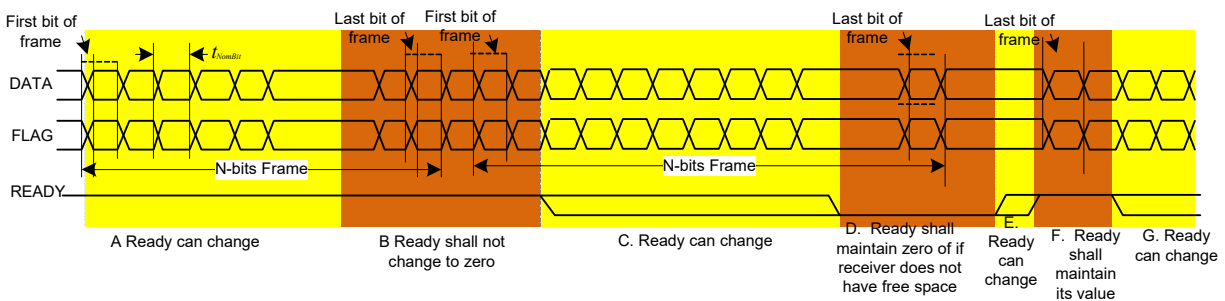 First bit of
frame
t NomBit
Last bit of
frame
First bit of
frame
Last bit of
frame
Last bit of
frame
DATA
FLAG
N-bits Frame
N-bits Frame
READY
A Ready can change
B Ready shall not
change to zero
C. Ready can change
D. Ready shall
maintain zero of if
receiver does not
have free space
E.
Ready
can
change
F. Ready
shall
maintain
its value
G. Ready
can change